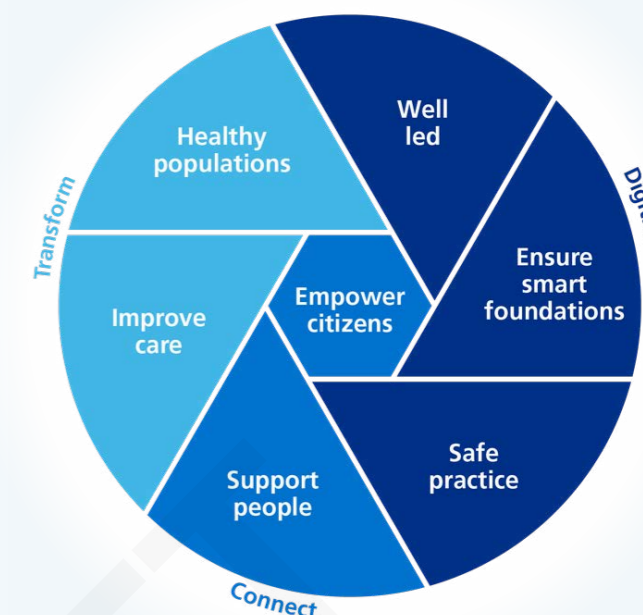 Well
led
Healthy
populations
Transform
Ensure
smart
foundations
Empower
citizens
Improve
care
Safe
practice
Support
people
Connect